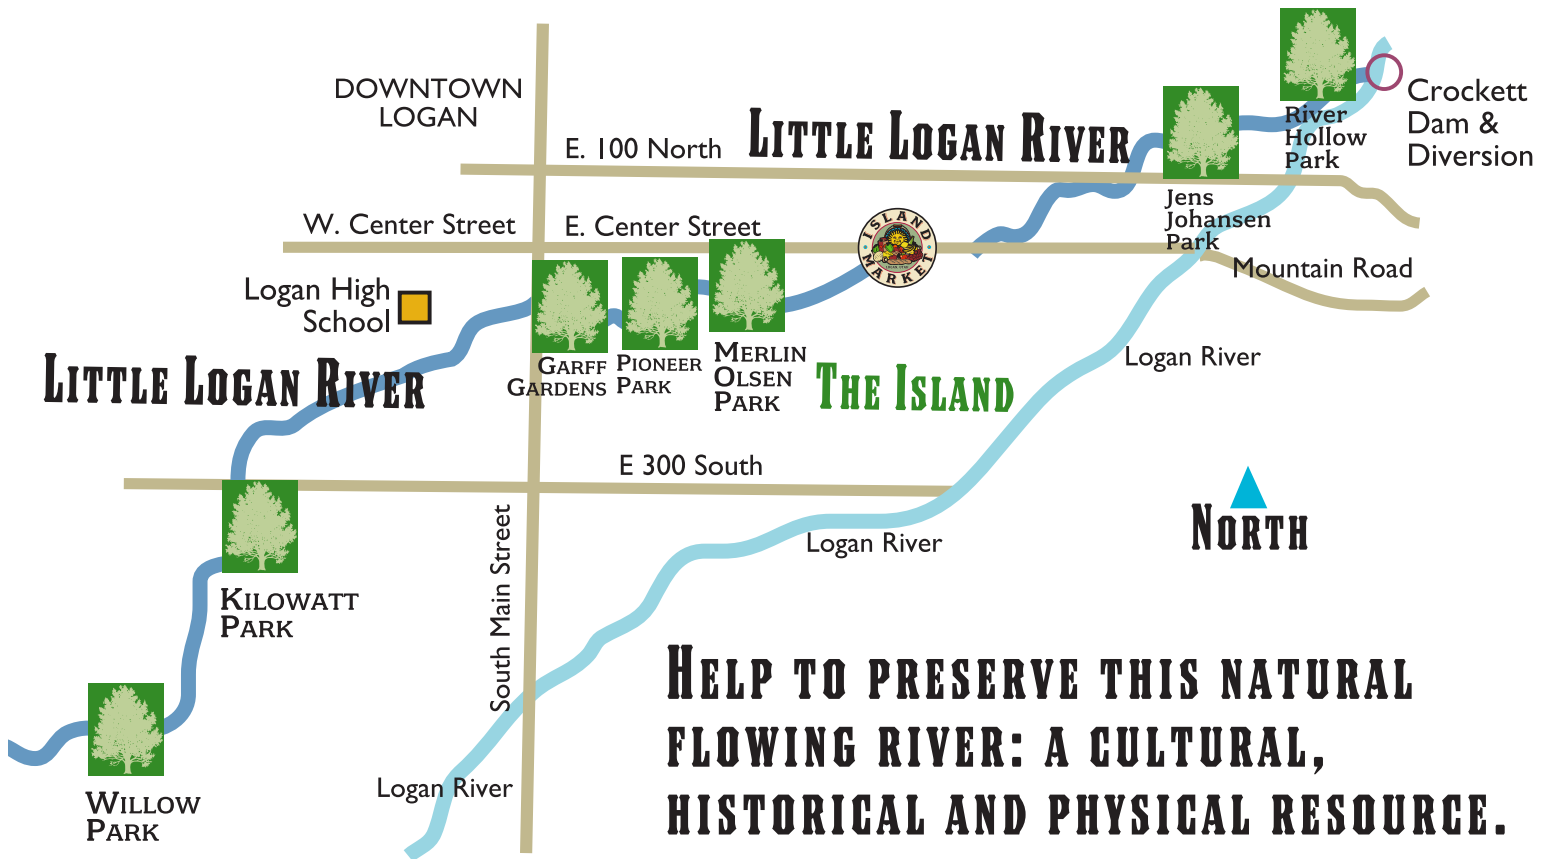 DOWNTOWN
LOGAN
E. 100 North
LITTLE LOGAN RIVER
River
Hollow
Park
Crockett
Dam &
Diversion
W. Center Street
E. Center Street
ISLAND
MARKET
Jens
Johansen
Park
Mountain Road
Logan High
School
LITTLE LOGAN RIVER
GARFF
GARDENS
PIONEER
PARK
MERLIN
OLSEN
PARK
THE ISLAND
Logan River
E 300 South
South Main Street
Logan River
NORTH
KILOWATT
PARK
WILLOW
PARK
Logan River
HELP TO PRESERVE THIS NATURAL
FLOWING RIVER: A CULTURAL,
HISTORICAL AND PHYSICAL RESOURCE.